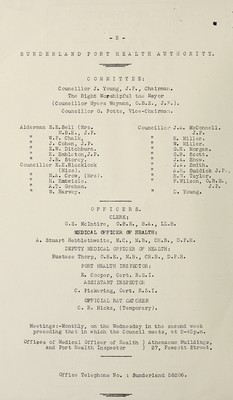 - 2 -
SUNDERLAND PORT HEALTH AUTHORITY.
COMMITTEE:
Councillor J. Young, J.P., Chairman.
The Right Worshipful the Mayor
(Councillor Myers Wayman, O.B.E., J.P.).
Councillor G. Potts, Vice-Chairman.
Alderman E.E.Bell (Mrs. M.B.E., J.P. Councillor J.A. McConnell, J.P.
" W.F. Chalk, " E. Miller.
" J. Cohen, J.P. " W. Miller.
" E.W. Ditchburn. " G.R. Morgan.
" K. Embleton, J.P. " G.P. Scott.
" J.H. Storey. " J.A. Shaw.
Councillor E.E.Blacklock (Miss). " J.A. Smith.
" M.A. Crow, (Mrs). " R.W. Taylor.
" R. Embleton. " F.Wilson, O.B.E., J.P.
" A.T. Graham.
" N. Harvey. " L. Young.
OFFICERS.
CLERK;
G.S. McIntire, O.B.E., B.A., LL.B.
MEDICAL OFFICER OF HEALTH;
A. Stuart Hebblethwaite, M.C., M.B., Ch.B., D.P.H.
DEPUTY MEDICAL OFFICER OF HEALTH;
Eustace Thorp, O.B.E., M.B., Ch.B., D.P.H.
PORT HEALTH INSPECTOR:
E. Cooper, Cert. R.S.I.
ASSISTANT INSPECTOR
C. Pickering, Cert. R.S.I.
OFFICIAL RAT CATCHER
C. R. Hicks, (Temporary).
Meetings:-Monthly, on the Wednesday in the second week
preceding that in which the Council meets, at 2-45p.m.
Offices of Medical Officer of Health ) Athenaeum Buildings,
and Port Health Inspector ) 27, Fawcett Street.
Office Telephone No. : Sunderland 56206.